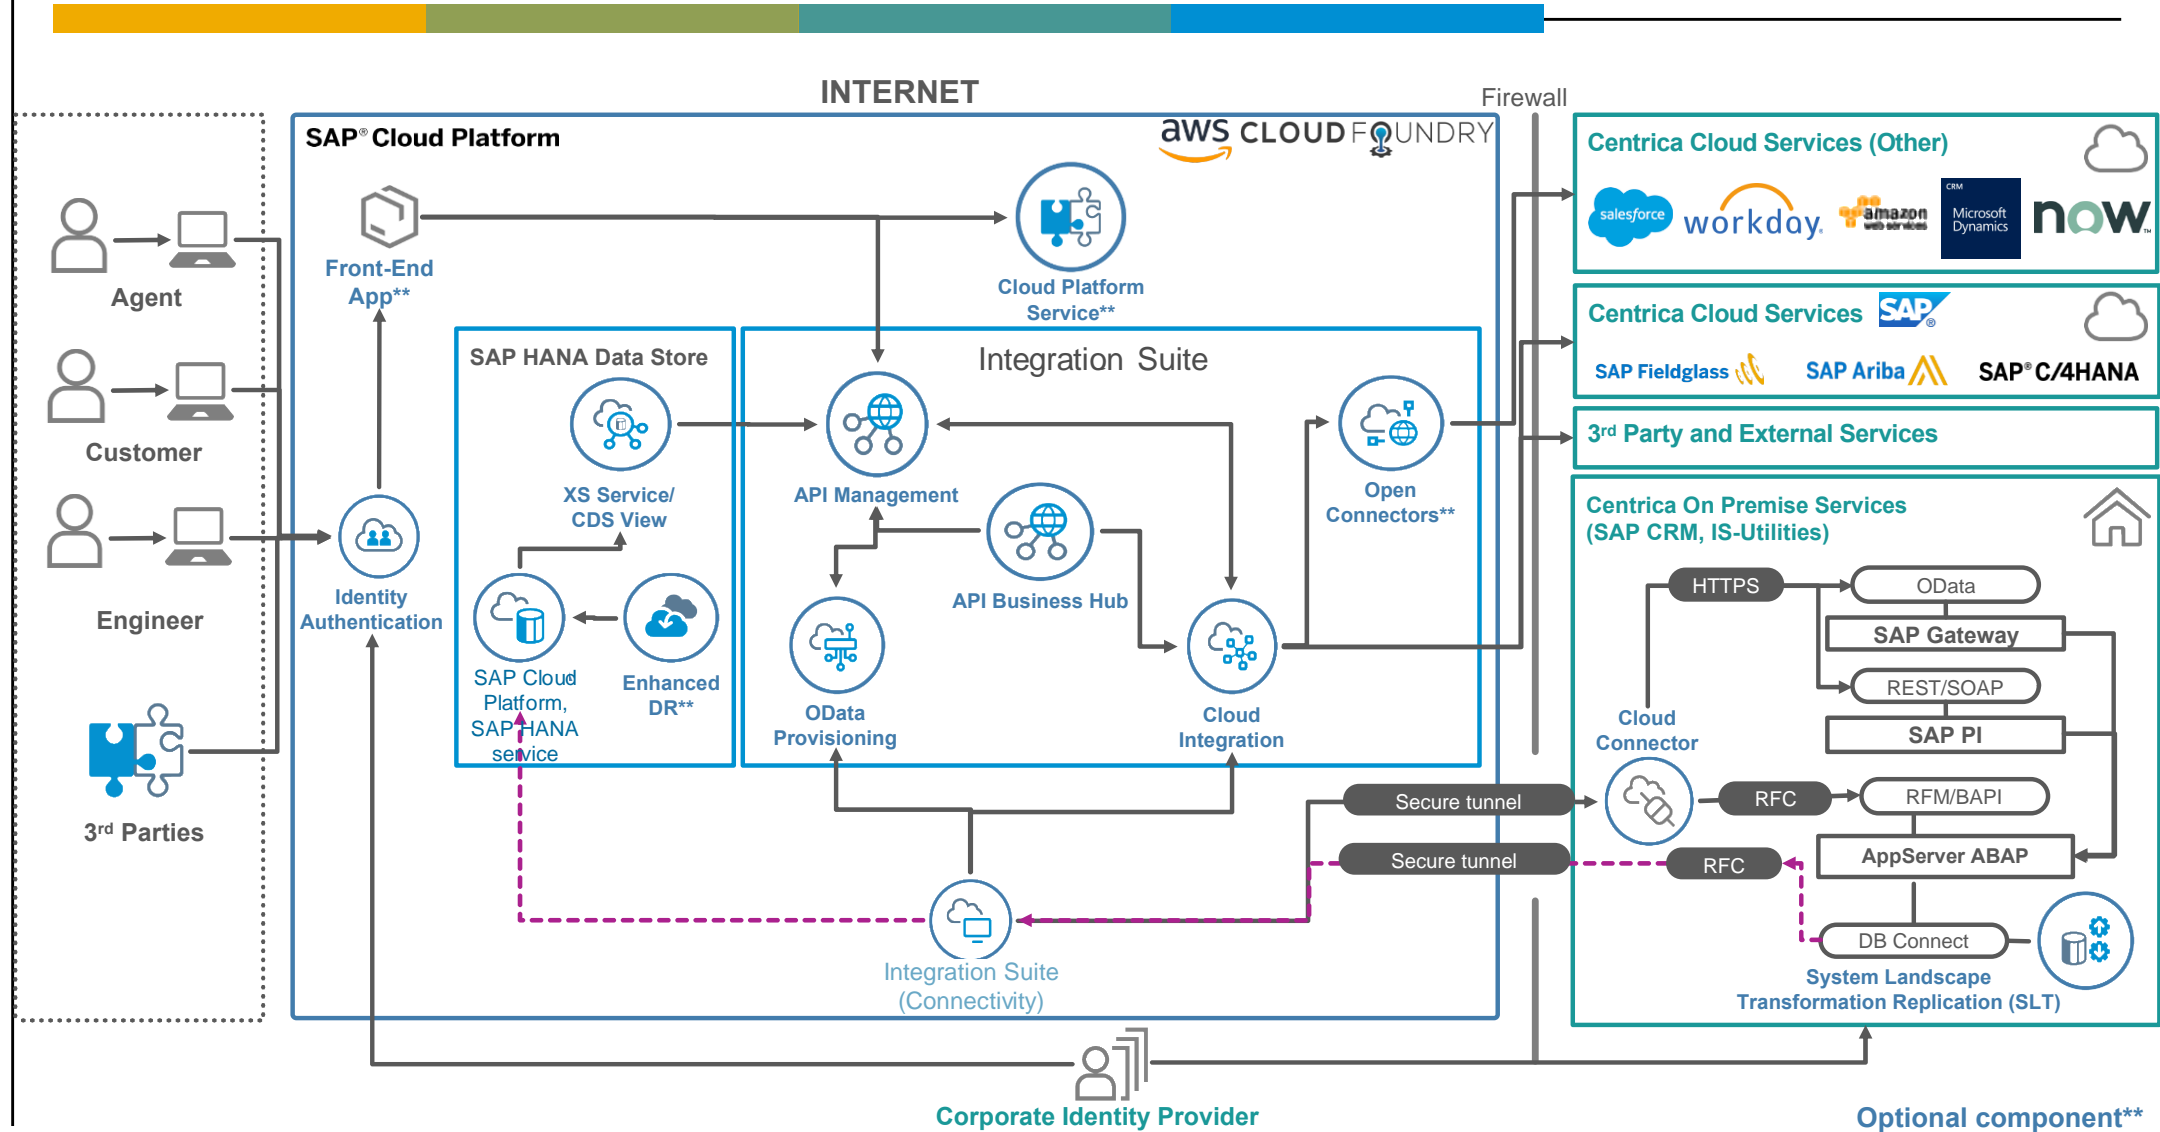 INTERNET
Firewall
SAP® Cloud Platform
aws CLOUD FOUNDRY
Agent
Customer
Engineer
3rd Parties
Front-End
App**
Cloud Platform
Service**
Identity
Authentication
SAP HANA Data Store
XS Service/
CDS View
SAP Cloud
Platform,
SAP HANA
service
Enhanced
DR**
Integration Suite
API Management
Open
Connectors**
API Business Hub
OData
Provisioning
Cloud
Integration
Integration Suite
(Connectivity)
Secure tunnel
Secure tunnel
Centrica Cloud Services (Other)
salesforce
workday.
amazon
web services
CRM
Microsoft
Dynamics
now™
Centrica Cloud Services SAP®
SAP Fieldglass
SAP Ariba
SAP® C/4HANA
3rd Party and External Services
Centrica On Premise Services
(SAP CRM, IS-Utilities)
HTTPS
OData
SAP Gateway
REST/SOAP
SAP PI
Cloud
Connector
RFC
RFM/BAPI
AppServer ABAP
RFC
DB Connect
System Landscape
Transformation Replication (SLT)
Corporate Identity Provider
Optional component**